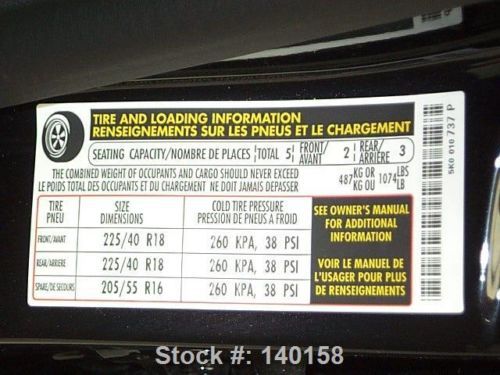 TIRE AND LOADING INFORMATION
RENSEIGNEMENTS SUR LES PNEUS ET LE CHARGEMENT
SEATING CAPACITY/NOMBRE DE PLACES TOTAL 5 FRONT/AVANT 2 REAR/ARRIÈRE 3
THE COMBINED WEIGHT OF OCCUPANTS AND CARGO SHOULD NEVER EXCEED 487 KG OR 1074 LBS
LE POIDS TOTAL DES OCCUPANTS ET DU CHARGEMENT NE DOIT JAMAIS DÉPASSER KG OU LB
TIRE SIZE COLD TIRE PRESSURE
PNEU DIMENSIONS PRESSION DE PNEUS A FROID
FRONT/AVANT 225/40 R18 260 KPA, 38 PSI
REAR/ARRIÈRE 225/40 R18 260 KPA, 38 PSI
SPARE/DE SECOURS 205/55 R16 260 KPA, 38 PSI
SEE OWNER'S MANUAL
FOR ADDITIONAL
INFORMATION
VOIR LE MANUEL DE
L'USAGER POUR PLUS
DE RENSEIGNEMENTS
5K0 010 737 P
Stock #: 140158